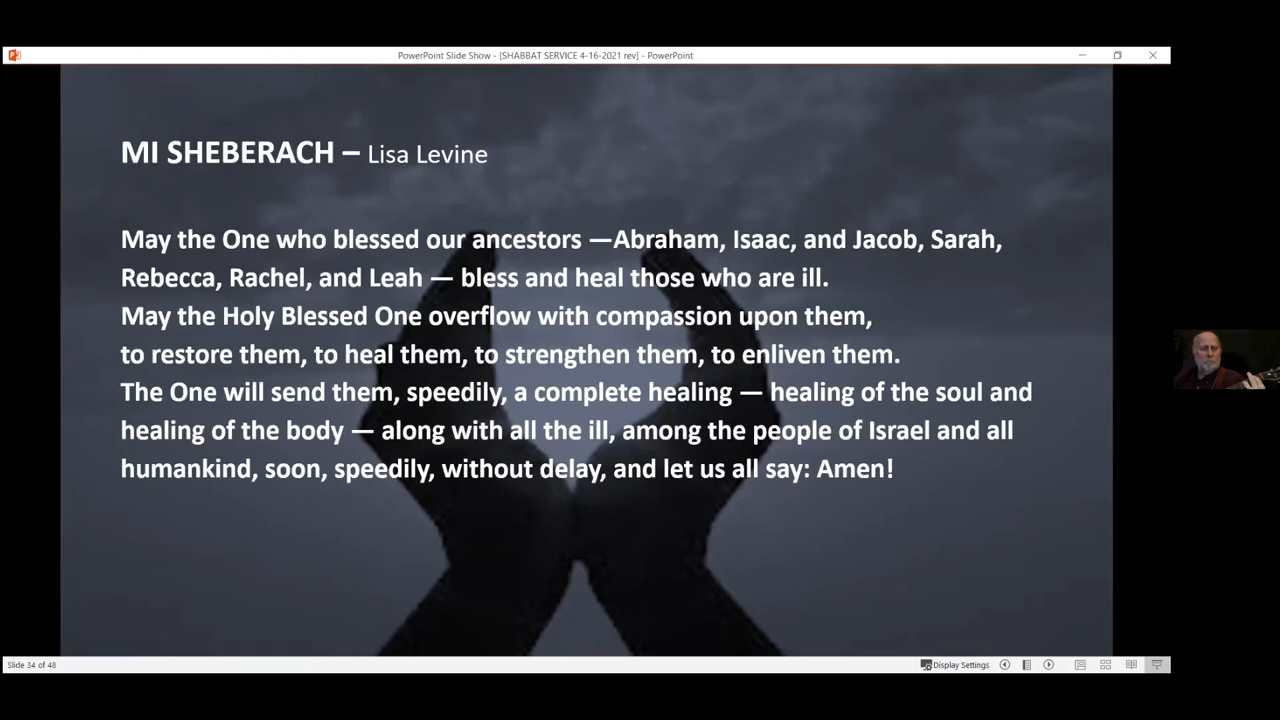 PowerPoint Slide Show - [SHABBAT SERVICE 4-16-2021 rev] - PowerPoint
MI SHEBERACH – Lisa Levine
May the One who blessed our ancestors —Abraham, Isaac, and Jacob, Sarah,
Rebecca, Rachel, and Leah — bless and heal those who are ill.
May the Holy Blessed One overflow with compassion upon them,
to restore them, to heal them, to strengthen them, to enliven them.
The One will send them, speedily, a complete healing — healing of the soul and
healing of the body — along with all the ill, among the people of Israel and all
humankind, soon, speedily, without delay, and let us all say: Amen!
Slide 34 of 48
Display Settings